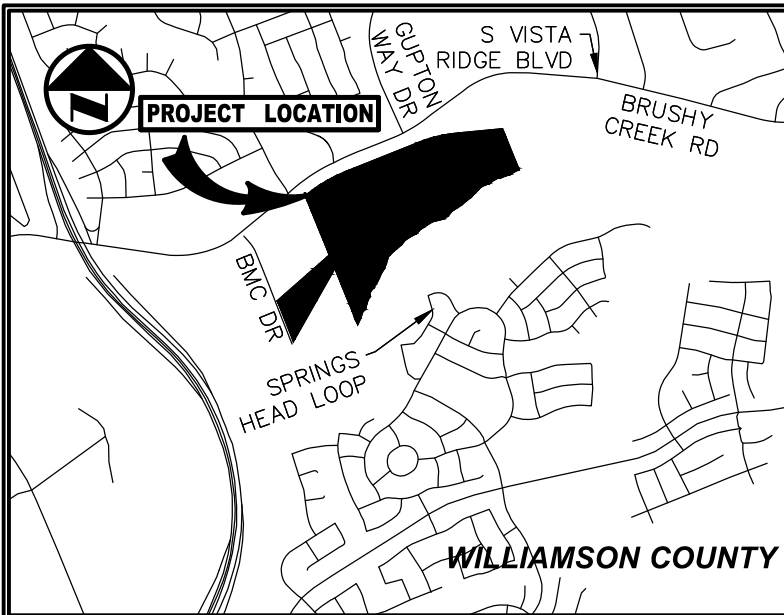 S VISTA
RIDGE BLVD
GUPTON
WAY DR
BRUSHY
CREEK RD
N
PROJECT LOCATION
BMC DR
SPRINGS
HEAD LOOP
WILLIAMSON COUNTY